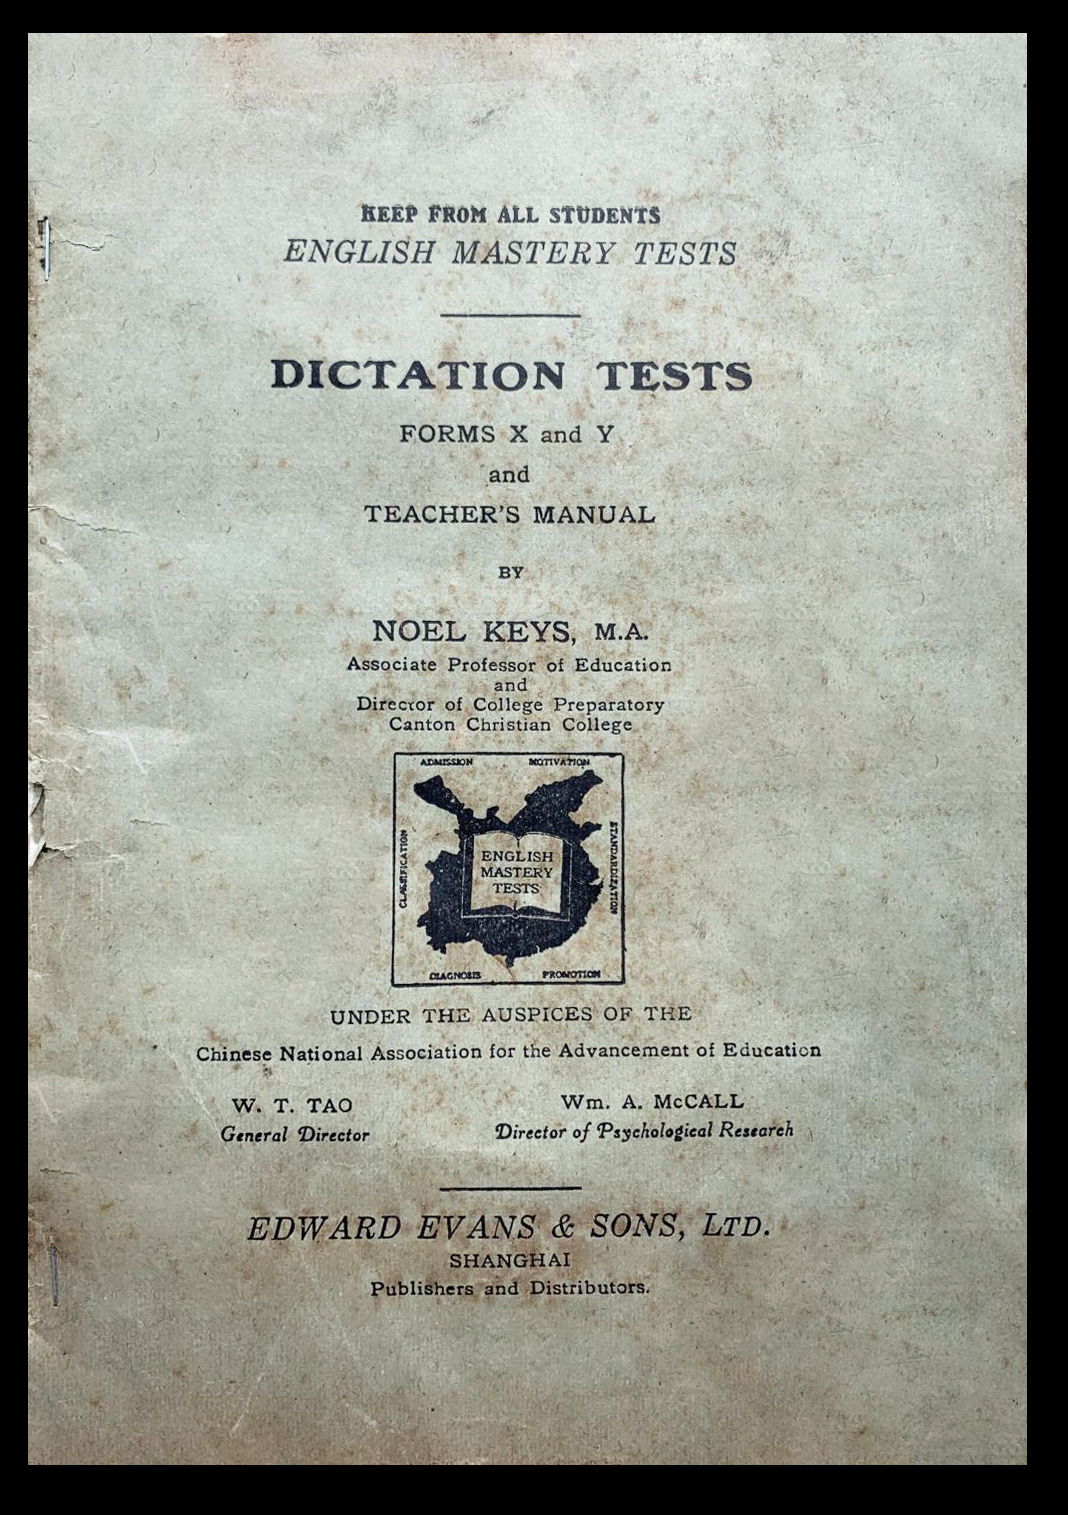 KEEP FROM ALL STUDENTS
ENGLISH MASTERY TESTS
DICTATION TESTS
FORMS X and Y
and
TEACHER'S MANUAL
BY
NOEL KEYS, M.A.
Associate Professor of Education
and
Director of College Preparatory
Canton Christian College
ADMISSION
MOTIVATION
CLASSIFICATION
STANDARDIZATION
ENGLISH
MASTERY
TESTS
DIAGNOSIS
PROMOTION
UNDER THE AUSPICES OF THE
Chinese National Association for the Advancement of Education
W. T. TAO
General Director
Wm. A. McCALL
Director of Psychological Research
EDWARD EVANS & SONS, LTD.
SHANGHAI
Publishers and Distributors.